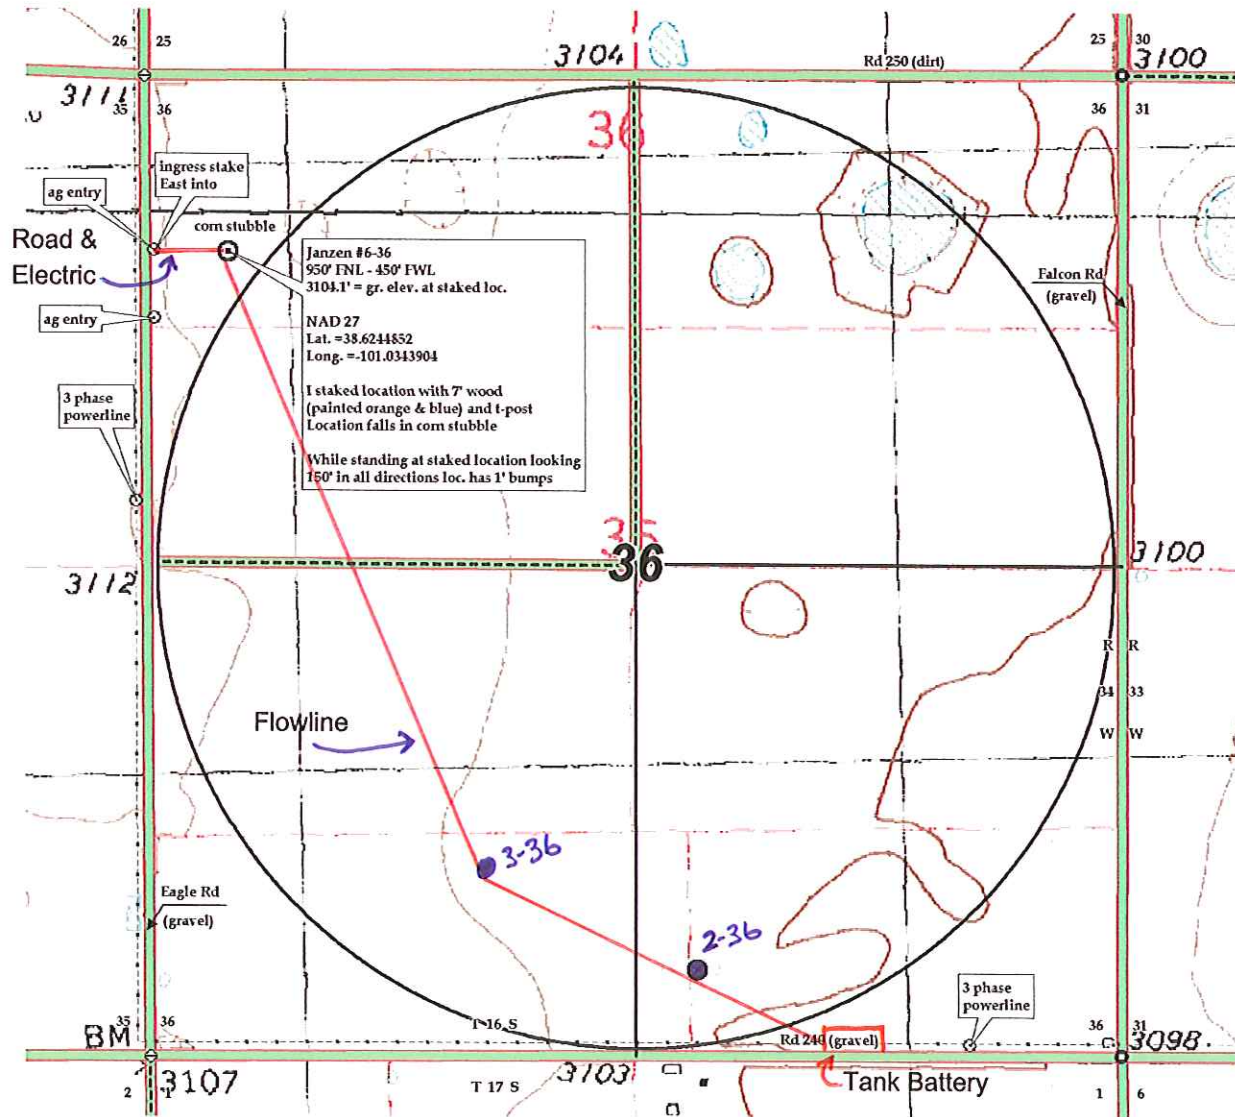 26 25
3104
Rd 250 (dirt)
25 30
3100
3111
35 36
36
36 31
ingress stake
East into
ag entry
corn stubble
Road &
Electric
Janzen #6-36
950' FNL - 450' FWL
3104.1' = gr. elev. at staked loc.
NAD 27
Lat. =38.6244852
Long. =-101.0343904
I staked location with 7' wood
(painted orange & blue) and t-post
Location falls in corn stubble
While standing at staked location looking
150' in all directions loc. has 1' bumps
Falcon Rd
(gravel)
ag entry
3 phase
powerline
36
3100
3112
R R
34 33
W W
Flowline
3-36
Eagle Rd
(gravel)
2-36
3 phase
powerline
35 36
BM
T 16 S
Rd 240 (gravel)
36 31
3098
3107
3103
Tank Battery
2 1
T 17 S
1 6